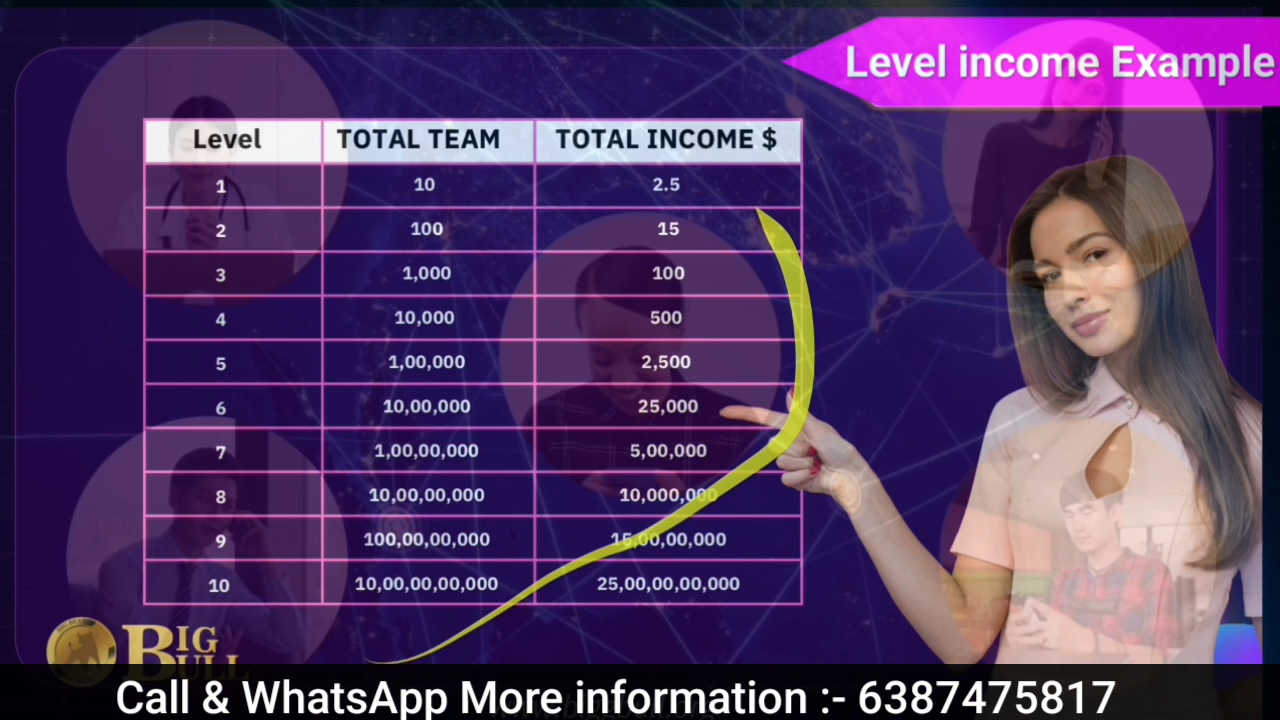 Level income Example
Level TOTAL TEAM TOTAL INCOME $
1 10 2.5
2 100 15
3 1,000 100
4 10,000 500
5 1,00,000 2,500
6 10,00,000 25,000
7 1,00,00,000 5,00,000
8 10,00,00,000 10,000,000
9 100,00,00,000 15,00,00,000
10 10,00,00,00,000 25,00,00,00,000
BIG
BULL
Call & WhatsApp More information :- 6387475817